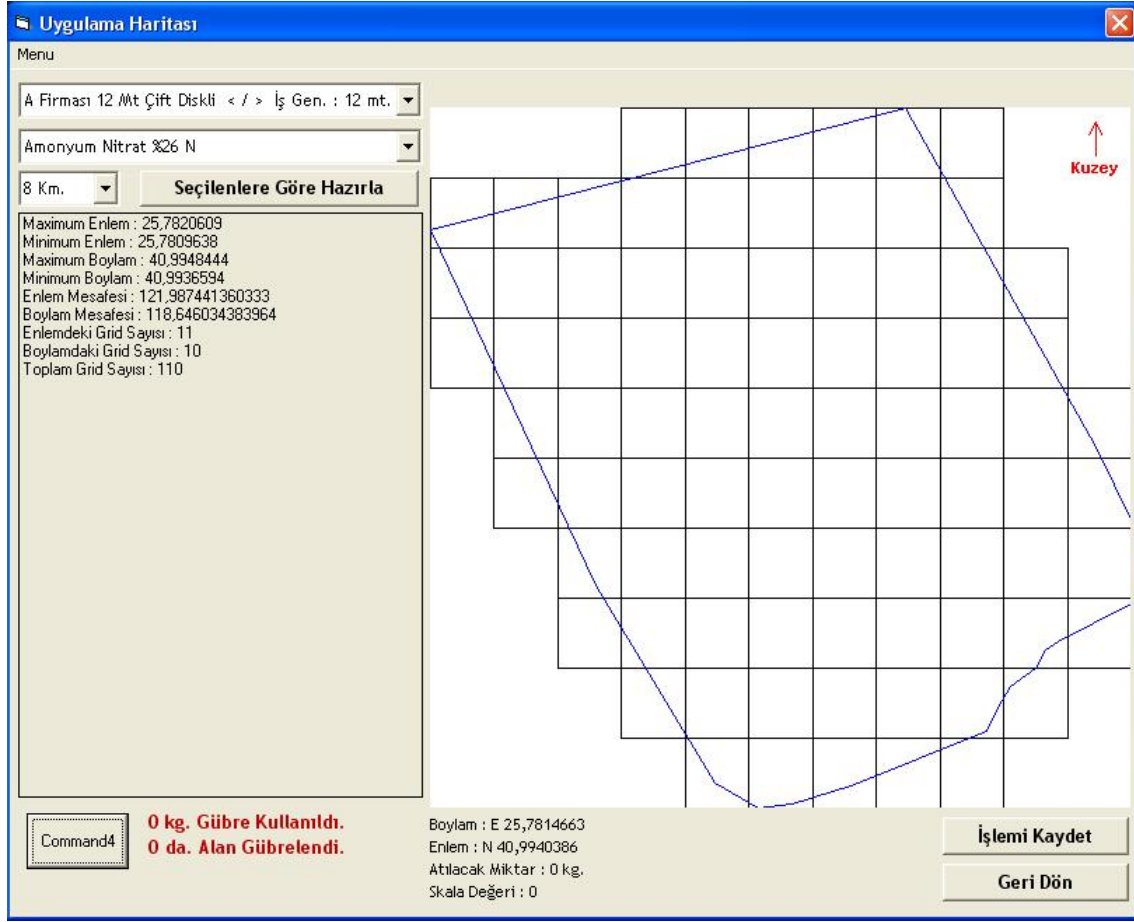 Uygulama Haritası
Menu
A Firması 12 Mt Çift Diskli < / > İş Gen. : 12 mt.
Amonyum Nitrat %26 N
8 Km.
Seçilenlere Göre Hazırla
Kuzey
Maximum Enlem : 25,7820609
Minimum Enlem : 25,7809638
Maximum Boylam : 40,9948444
Minimum Boylam : 40,9936594
Enlem Mesafesi : 121,987441360333
Boylam Mesafesi : 118,646034383964
Enlemdeki Grid Sayısı : 11
Boylamdaki Grid Sayısı : 10
Toplam Grid Sayısı : 110
Command4
0 kg. Gübre Kullanıldı.
0 da. Alan Gübrelendi.
Boylam : E 25,7814663
Enlem : N 40,9940386
Atılacak Miktar : 0 kg.
Skala Değeri : 0
İşlemi Kaydet
Geri Dön